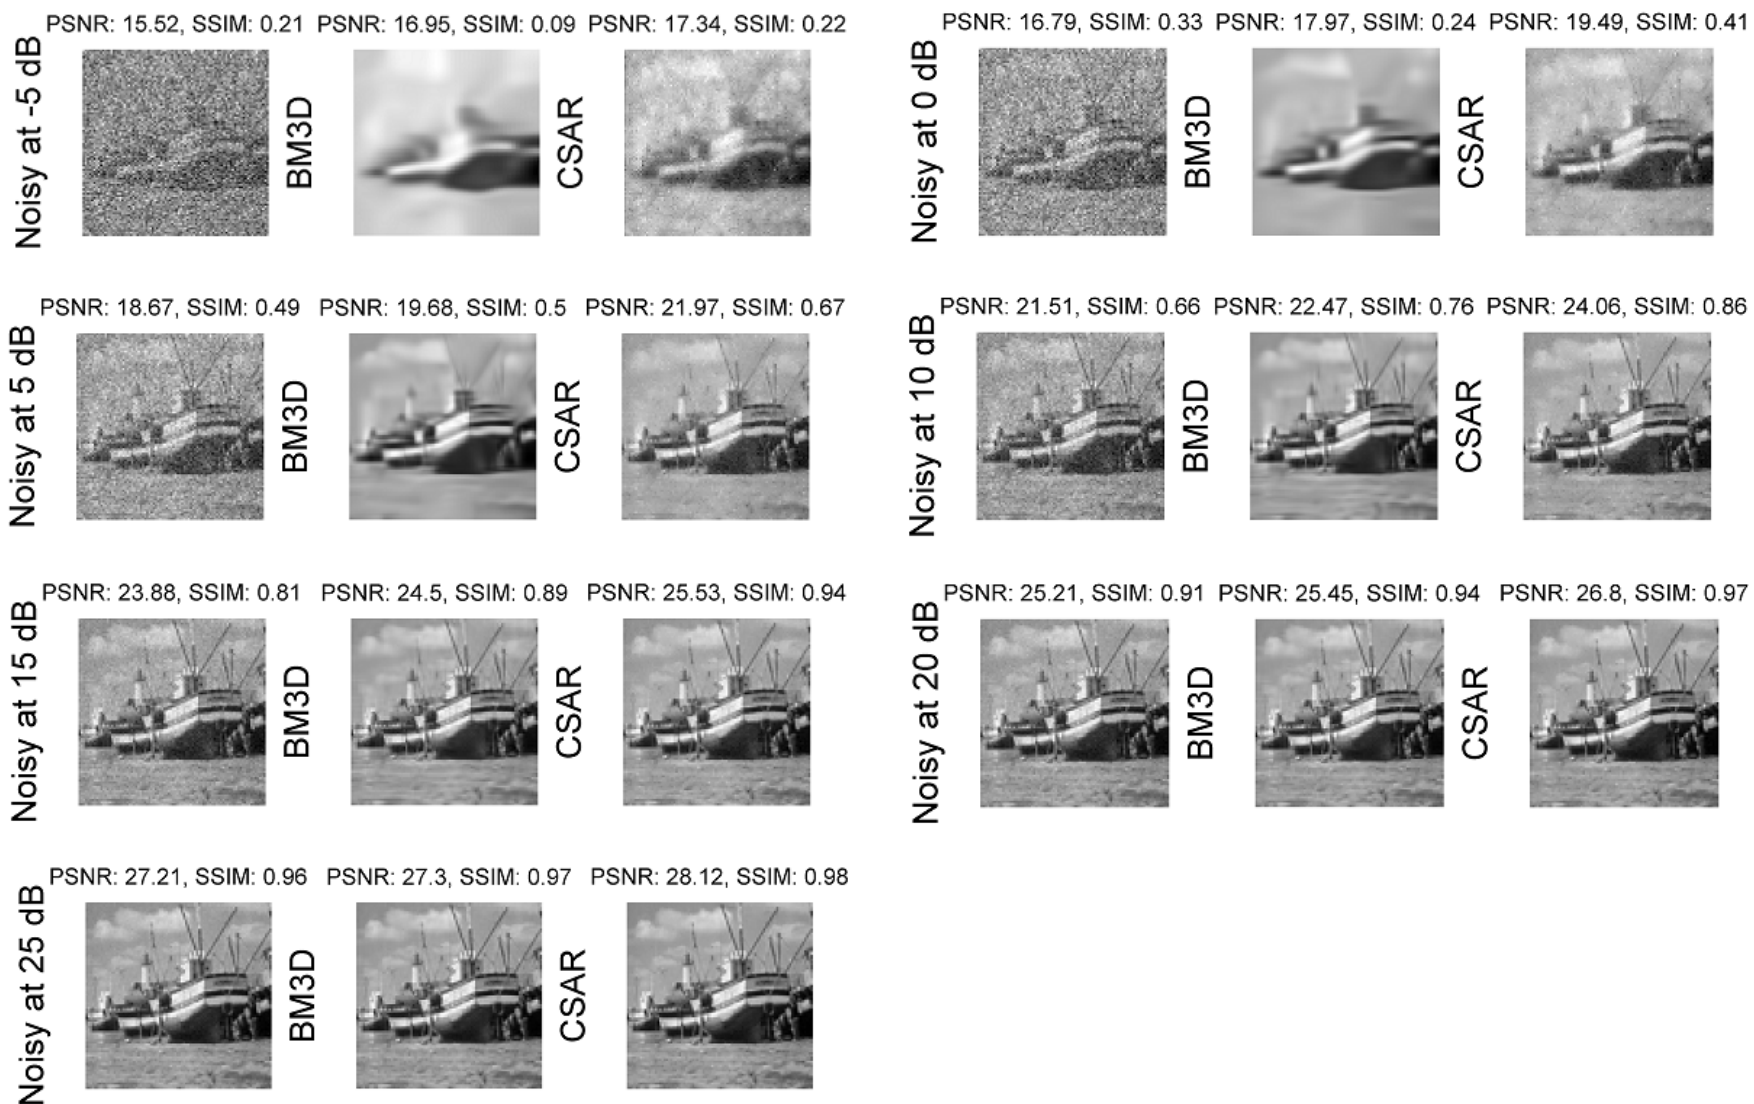 PSNR: 15.52, SSIM: 0.21 PSNR: 16.95, SSIM: 0.09 PSNR: 17.34, SSIM: 0.22
Noisy at -5 dB
BM3D
CSAR
PSNR: 16.79, SSIM: 0.33 PSNR: 17.97, SSIM: 0.24 PSNR: 19.49, SSIM: 0.41
Noisy at 0 dB
BM3D
CSAR
PSNR: 18.67, SSIM: 0.49 PSNR: 19.68, SSIM: 0.5 PSNR: 21.97, SSIM: 0.67
Noisy at 5 dB
BM3D
CSAR
PSNR: 21.51, SSIM: 0.66 PSNR: 22.47, SSIM: 0.76 PSNR: 24.06, SSIM: 0.86
Noisy at 10 dB
BM3D
CSAR
PSNR: 23.88, SSIM: 0.81 PSNR: 24.5, SSIM: 0.89 PSNR: 25.53, SSIM: 0.94
Noisy at 15 dB
BM3D
CSAR
PSNR: 25.21, SSIM: 0.91 PSNR: 25.45, SSIM: 0.94 PSNR: 26.8, SSIM: 0.97
Noisy at 20 dB
BM3D
CSAR
PSNR: 27.21, SSIM: 0.96 PSNR: 27.3, SSIM: 0.97 PSNR: 28.12, SSIM: 0.98
Noisy at 25 dB
BM3D
CSAR